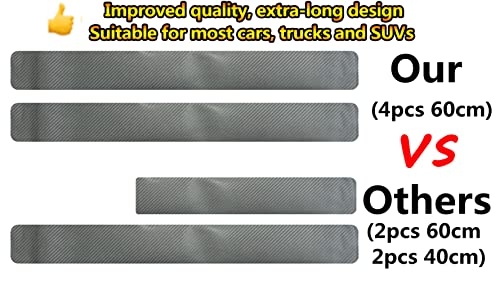 Improved quality, extra-long design
Suitable for most cars, trucks and SUVs
Our
(4pcs 60cm)
VS
Others
(2pcs 60cm
2pcs 40cm)